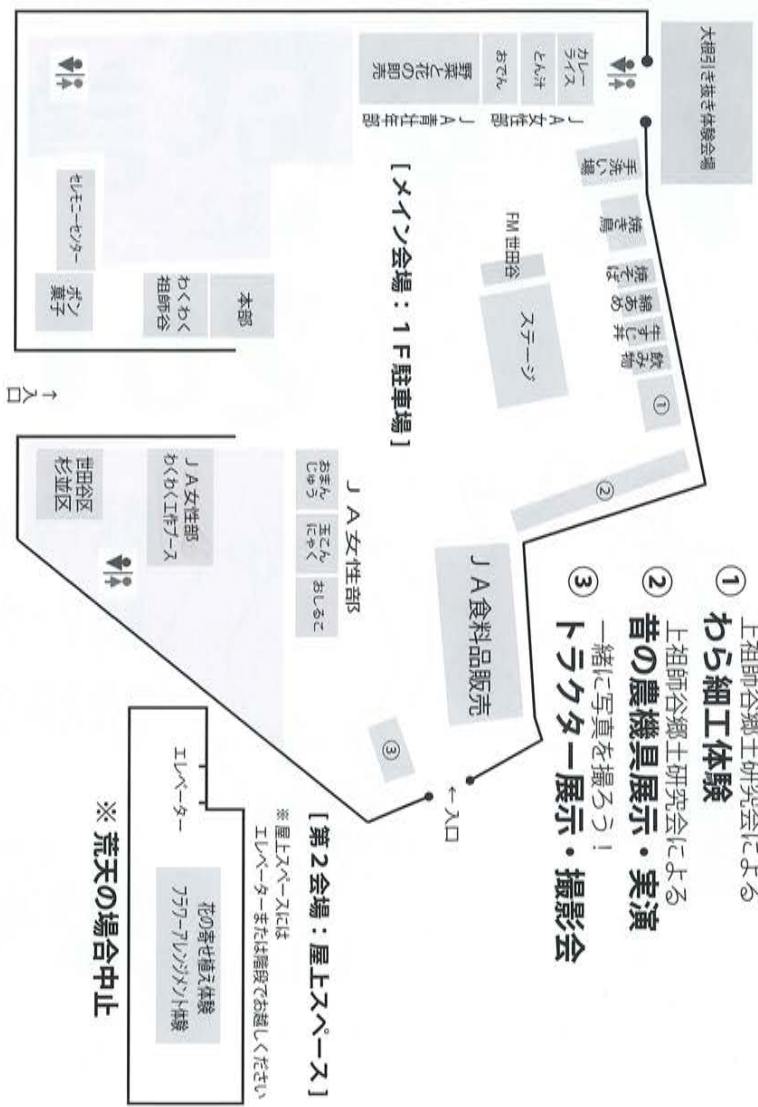 上祖師谷郷土研究会による
① わら細工体験
上祖師谷郷土研究会による
② 昔の農機具展示・実演
一緒に写真を撮ろう!
③ トラクター展示・撮影会
大根引き抜き体験会場
手洗い場
焼き鳥
焼そば
綿あめ
牛すじ丼
飲み物
①
②
カレーライス
とん汁
おでん
野菜と花の即売
JA女性部
JA青壮年部
FM世田谷
ステージ
[メイン会場:1F駐車場]
JA食料品販売
③
←入口
JA女性部
おまんじゅう
玉こんにゃく
おしるこ
本部
わくわく祖師谷
セレモニーセンター
ポン菓子
↑
入口
JA女性部
わくわく工作ブース
世田谷区
杉並区
[第2会場:屋上スペース]
※屋上スペースには
エレベーターまたは階段でお越しください
エレベーター
花の寄せ植え体験
フラワーアレンジメント体験
※ 荒天の場合中止